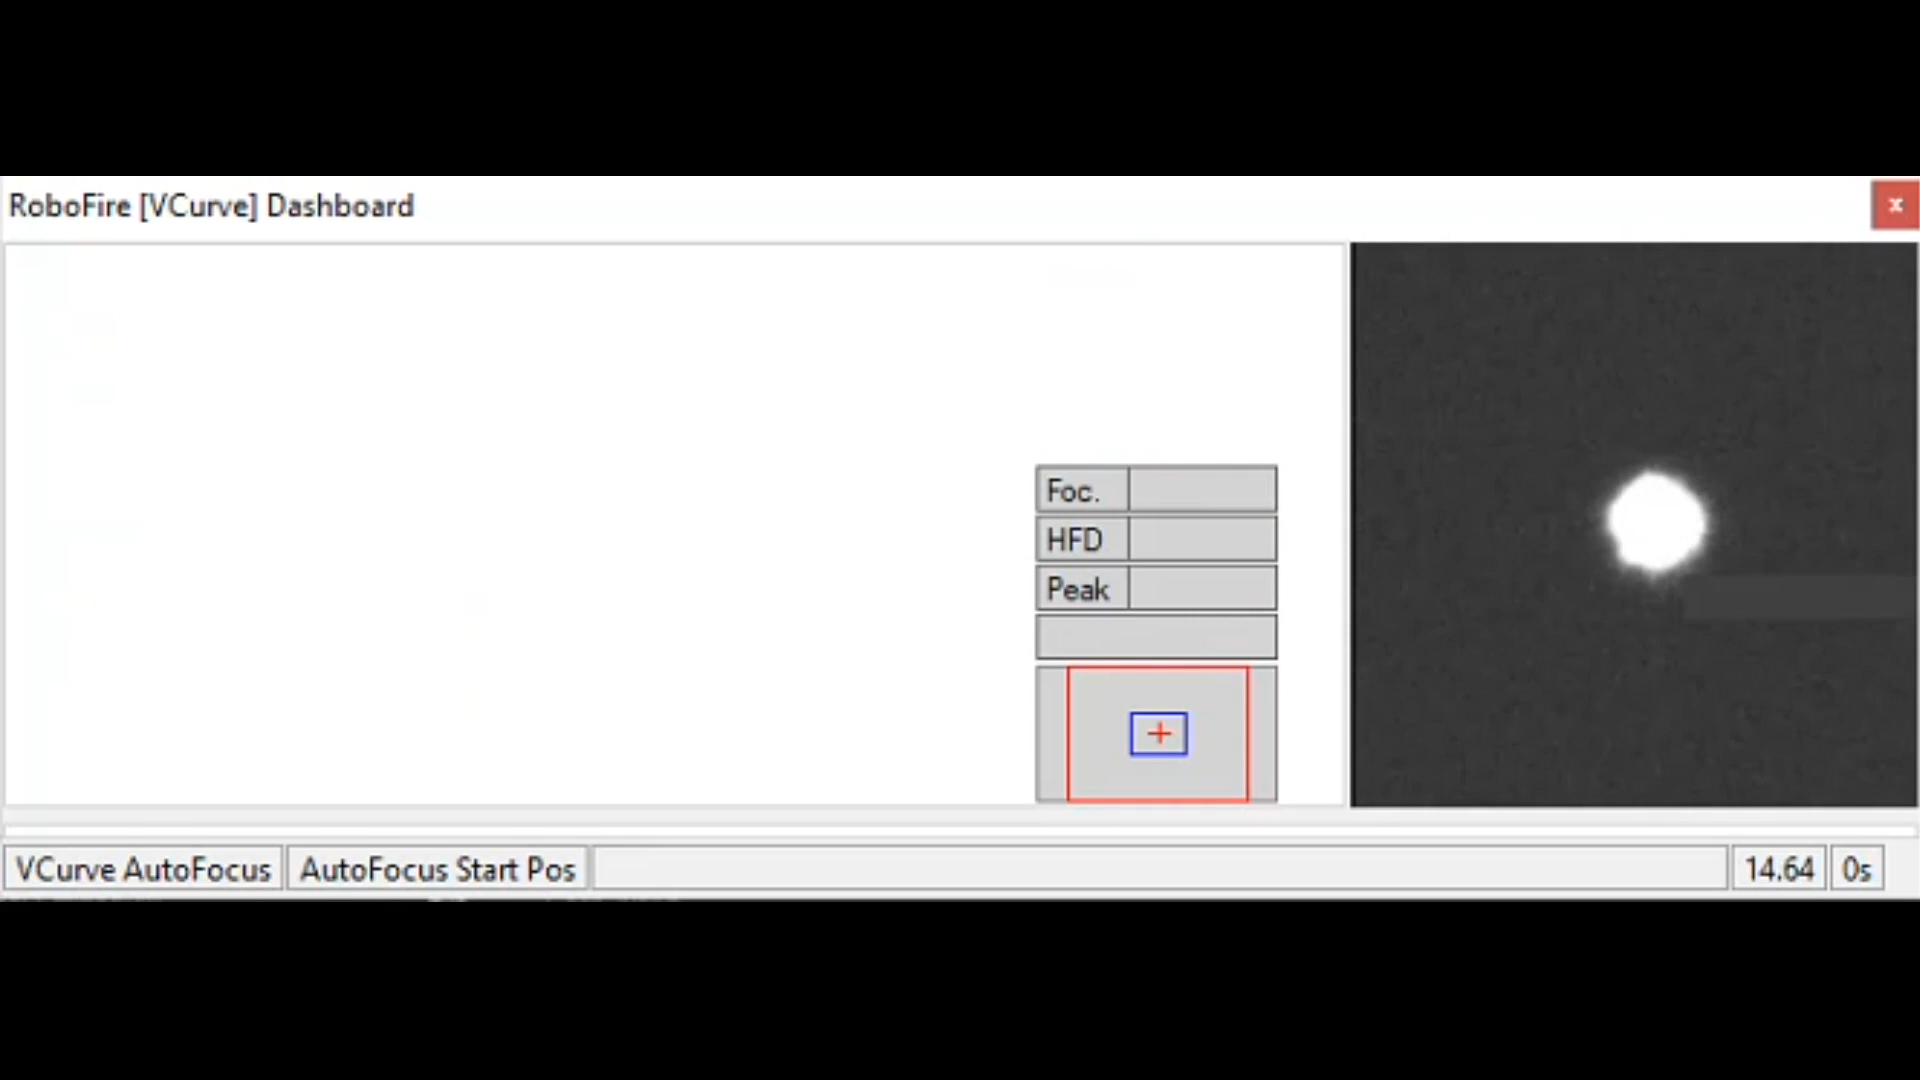 RoboFire [VCurve] Dashboard
Foc.
HFD
Peak
VCurve AutoFocus AutoFocus Start Pos 14.64 0s